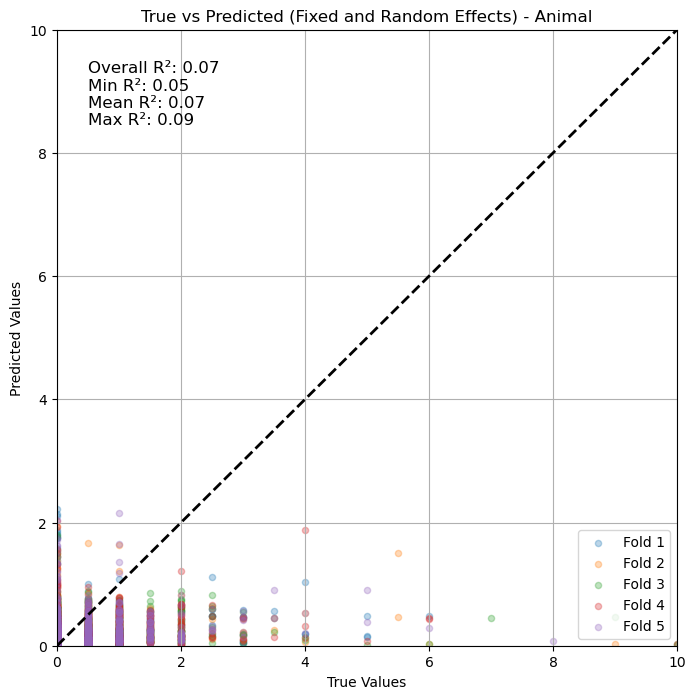 True vs Predicted (Fixed and Random Effects) - Animal
Overall R²: 0.07
Min R²: 0.05
Mean R²: 0.07
Max R²: 0.09
Predicted Values
10
8
6
4
2
0
Fold 1
Fold 2
Fold 3
Fold 4
Fold 5
0 2 4 6 8 10
True Values